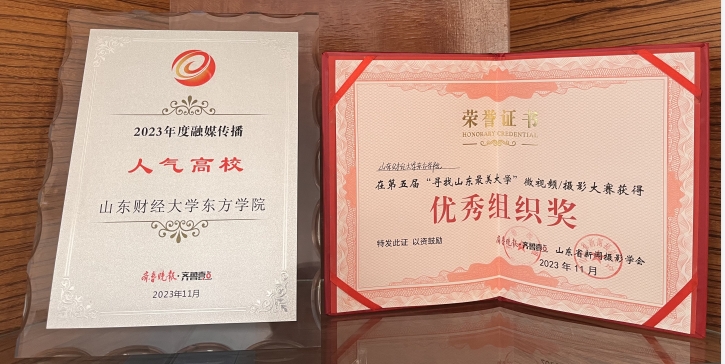 2023年度融媒传播
人气高校
山东财经大学东方学院
齐鲁晚报·齐鲁壹点
2023年11月
荣誉证书
HONORARY CREDENTIAL
山东财经大学东方学院
在第五届“寻找山东最美大学”微视频/摄影大赛获得
优秀组织奖
特发此证 以资鼓励
齐鲁晚报·齐鲁壹点 山东省新闻摄影学会
2023年11月